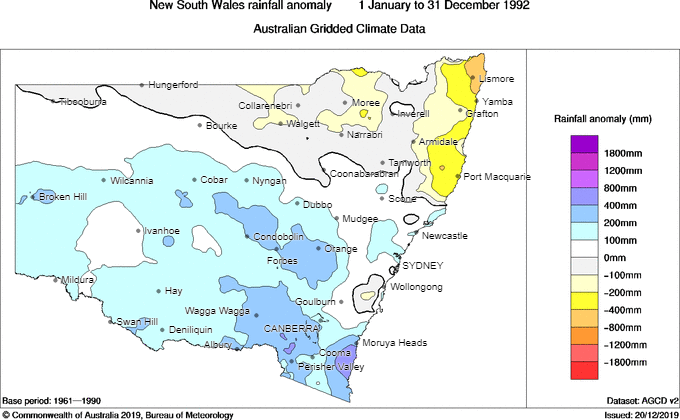 New South Wales rainfall anomaly 1 January to 31 December 1992
Australian Gridded Climate Data
Lismore
Hungerford
Tibooburra
Collarenebri
Moree
Yamba
Inverell
Grafton
Bourke
Walgett
Narrabri
Armidale
Tamworth
Coonabarabran
Port Macquarie
Wilcannia
Cobar
Nyngan
Broken Hill
Scone
Dubbo
Mudgee
Ivanhoe
Condobolin
Newcastle
Orange
Forbes
SYDNEY
Mildura
Hay
Wollongong
Goulburn
Wagga Wagga
Swan Hill
Deniliquin
CANBERRA
Albury
Moruya Heads
Cooma
Perisher Valley
Rainfall anomaly (mm)
1800mm
1200mm
800mm
400mm
200mm
100mm
0mm
−100mm
−200mm
−400mm
−800mm
−1200mm
−1800mm
Base period: 1961—1990
Dataset: AGCD v2
© Commonwealth of Australia 2019, Bureau of Meteorology
Issued: 20/12/2019